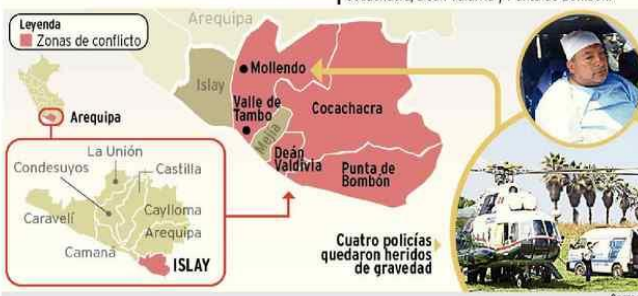 Arequipa
Leyenda
Zonas de conflicto
Mollendo
Islay
Valle de
Tambo
Cocachacra
Mejía
Deán
Valdivia
Punta de
Bombón
Arequipa
La Unión
Condesuyos
Castilla
Caravelí
Caylloma
Arequipa
Camaná
ISLAY
Cuatro policías
quedaron heridos
de gravedad